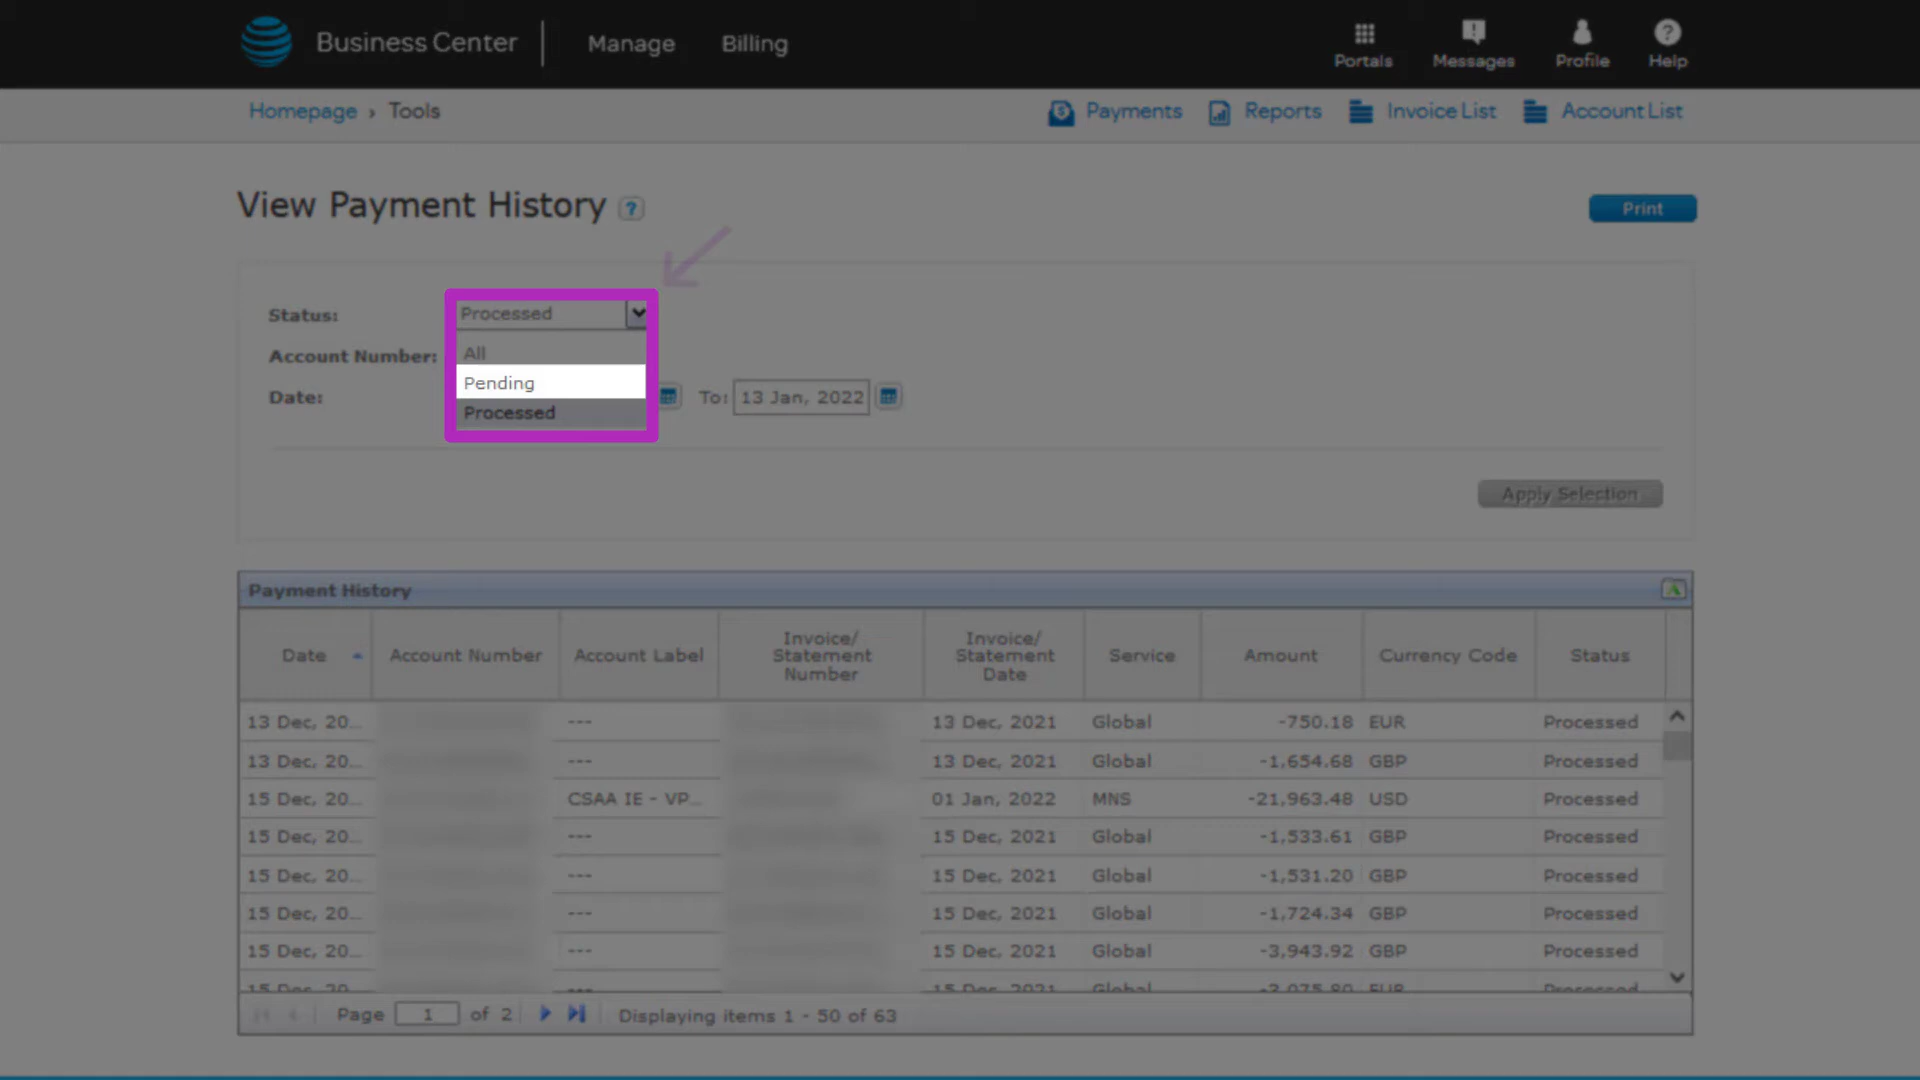 Business Center
Manage
Billing
Portals
Messages
Profile
Help
Homepage › Tools
Payments
Reports
Invoice List
Account List
View Payment History ?
Print
Status:
Processed
All
Pending
Processed
Account Number:
Date:
To: 13 Jan, 2022
Apply Selection
Payment History
Date
Account Number
Account Label
Invoice/
Statement
Number
Invoice/
Statement
Date
Service
Amount
Currency Code
Status
13 Dec, 20... --- 13 Dec, 2021 Global -750.18 EUR Processed
13 Dec, 20... --- 13 Dec, 2021 Global -1,654.68 GBP Processed
15 Dec, 20... CSAA IE - VP... 01 Jan, 2022 MNS -21,963.48 USD Processed
15 Dec, 20... --- 15 Dec, 2021 Global -1,533.61 GBP Processed
15 Dec, 20... --- 15 Dec, 2021 Global -1,531.20 GBP Processed
15 Dec, 20... --- 15 Dec, 2021 Global -1,724.34 GBP Processed
15 Dec, 20... --- 15 Dec, 2021 Global -3,943.92 GBP Processed
15 Dec, 20... --- 15 Dec, 2021 Global -3,075.80 EUR Processed
Page 1 of 2
Displaying items 1 - 50 of 63